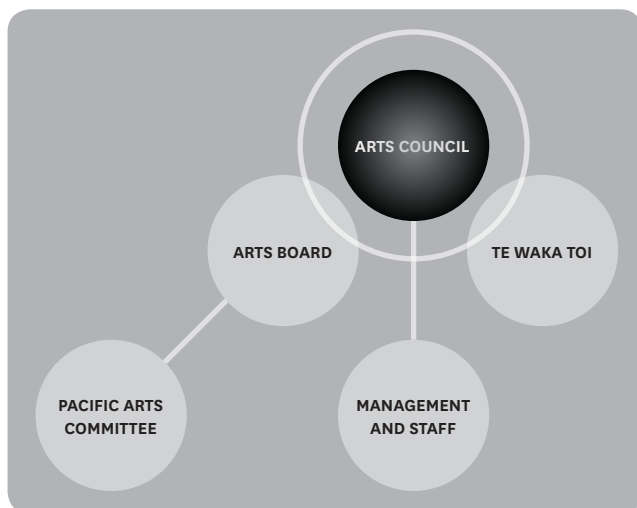 ARTS COUNCIL
ARTS BOARD
TE WAKA TOI
PACIFIC ARTS
COMMITTEE
MANAGEMENT
AND STAFF